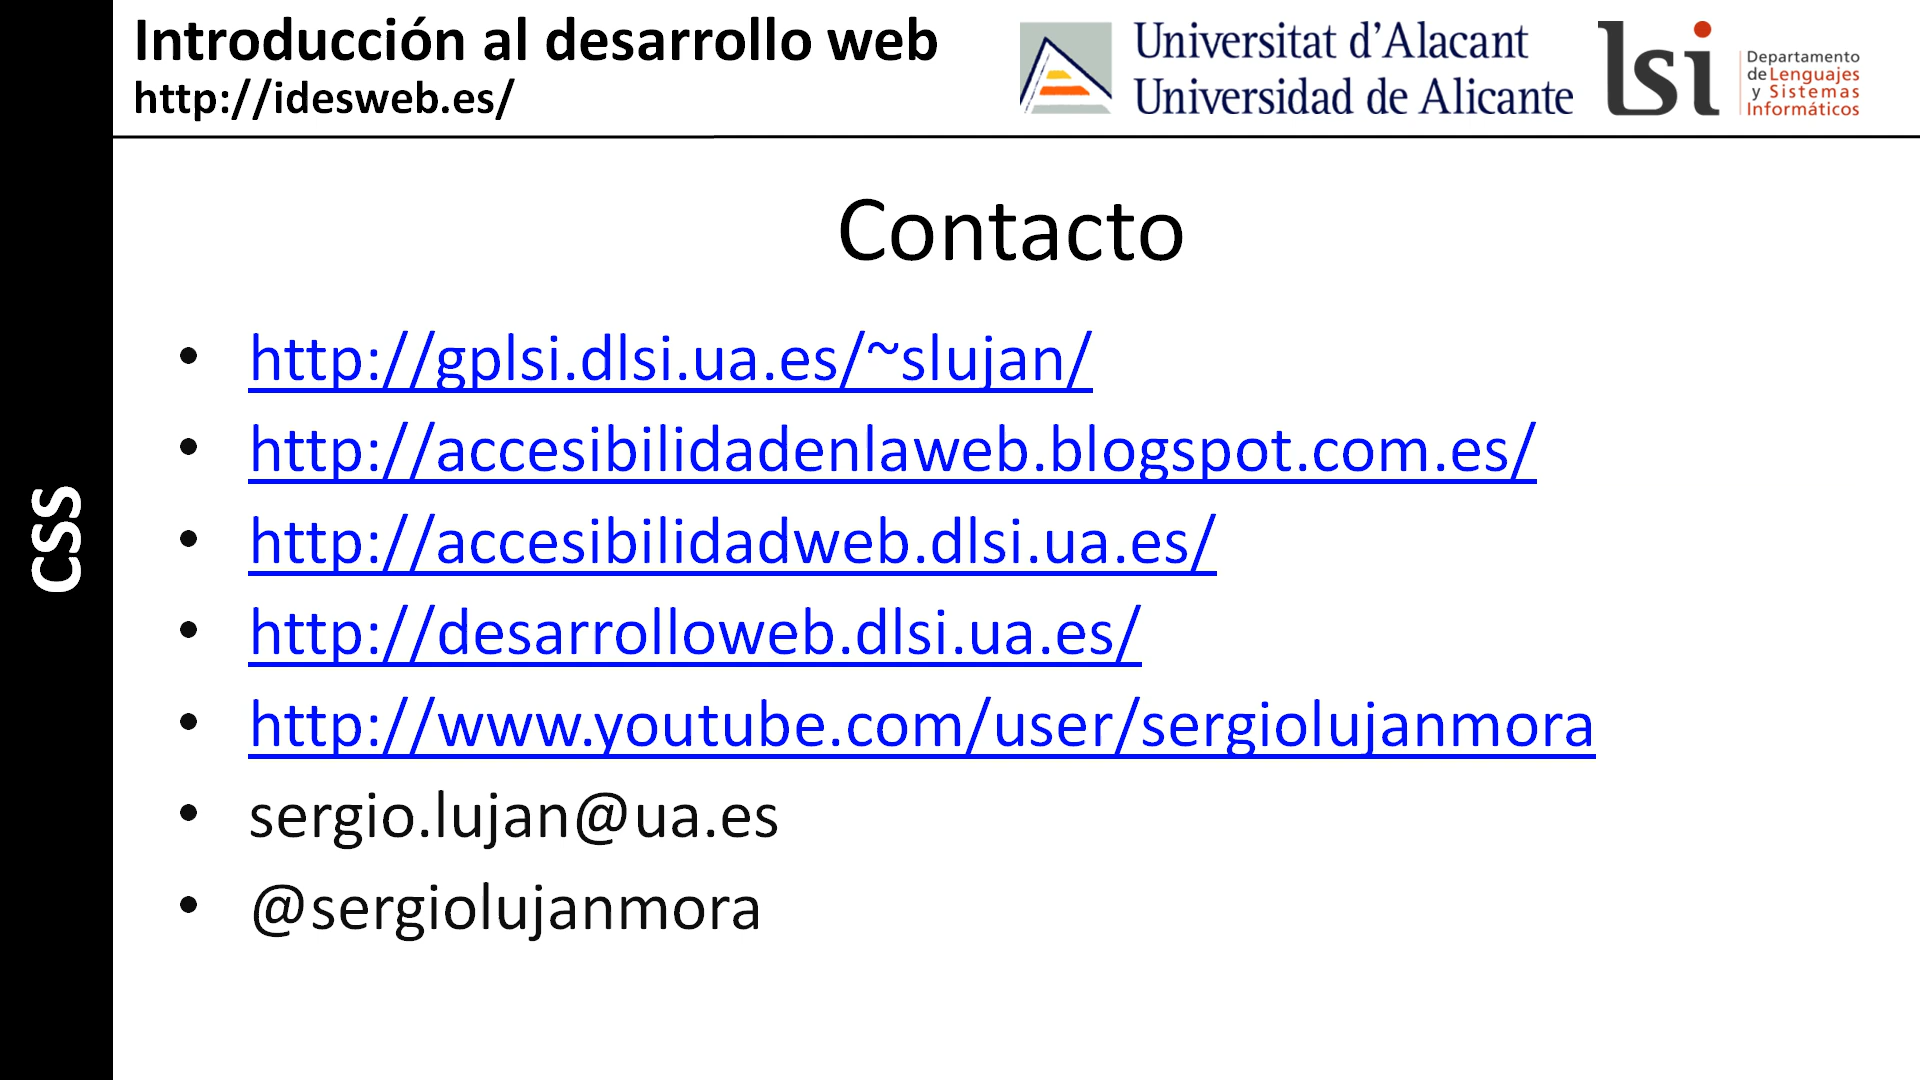 Introducción al desarrollo web
http://idesweb.es/
Universitat d'Alacant
Universidad de Alicante
lsi
Departamento
de Lenguajes
y Sistemas
Informáticos
CSS
Contacto
• http://gplsi.dlsi.ua.es/~slujan/
• http://accesibilidadenlaweb.blogspot.com.es/
• http://accesibilidadweb.dlsi.ua.es/
• http://desarrolloweb.dlsi.ua.es/
• http://www.youtube.com/user/sergiolujanmora
• sergio.lujan@ua.es
• @sergiolujanmora